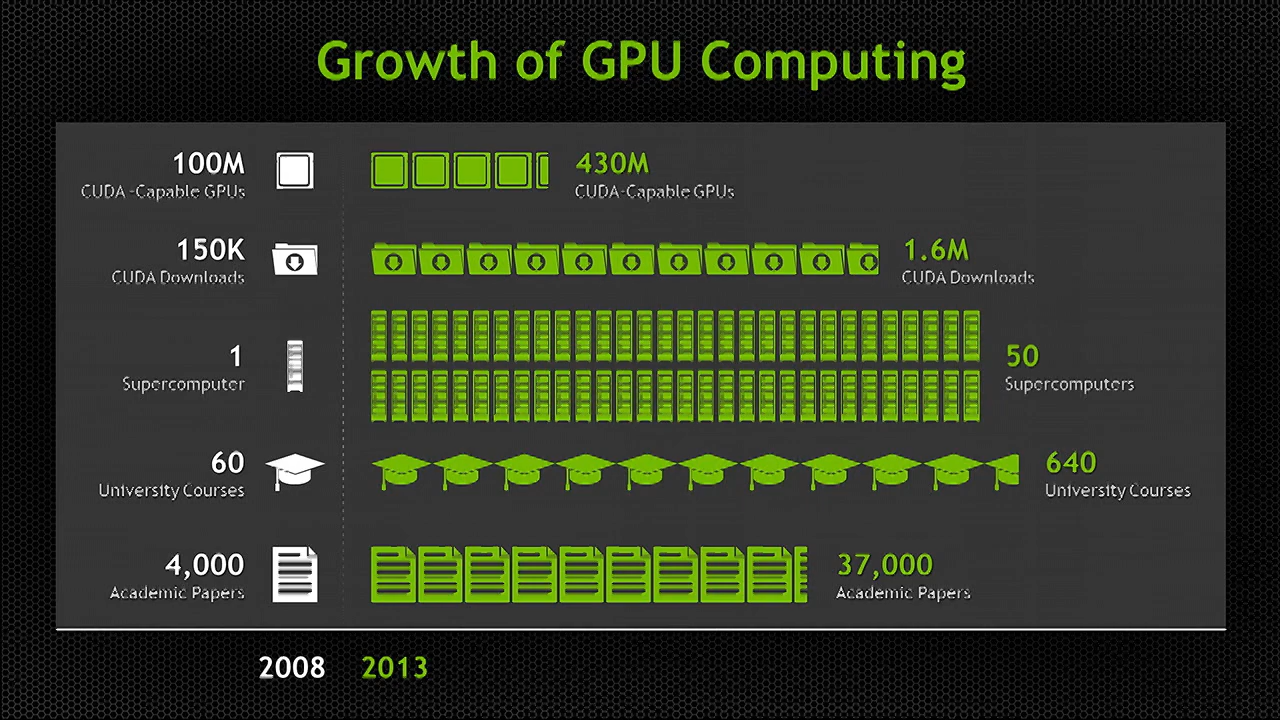 Growth of GPU Computing
100M
CUDA-Capable GPUs
430M
CUDA-Capable GPUs
150K
CUDA Downloads
1.6M
CUDA Downloads
1
Supercomputer
50
Supercomputers
60
University Courses
640
University Courses
4,000
Academic Papers
37,000
Academic Papers
2008 2013